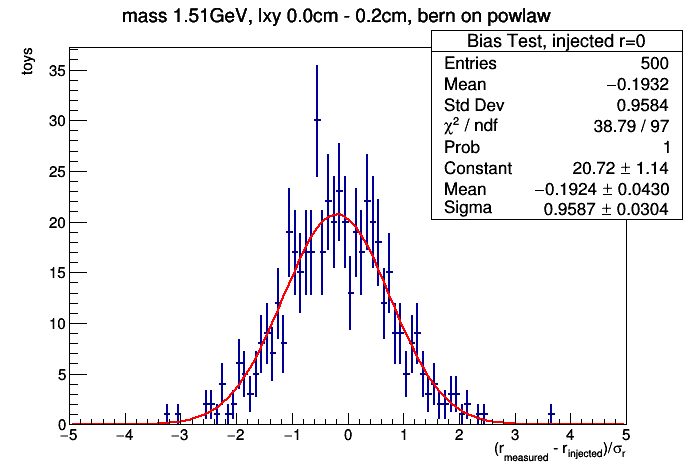 mass 1.51GeV, lxy 0.0cm - 0.2cm, bern on powlaw
Bias Test, injected r=0
Entries 500
Mean −0.1932
Std Dev 0.9584
χ² / ndf 38.79 / 97
Prob 1
Constant 20.72 ± 1.14
Mean −0.1924 ± 0.0430
Sigma 0.9587 ± 0.0304
toys
35
30
25
20
15
10
5
0
−5 −4 −3 −2 −1 0 1 2 3 4 5
(r_measured - r_injected)/σ_r